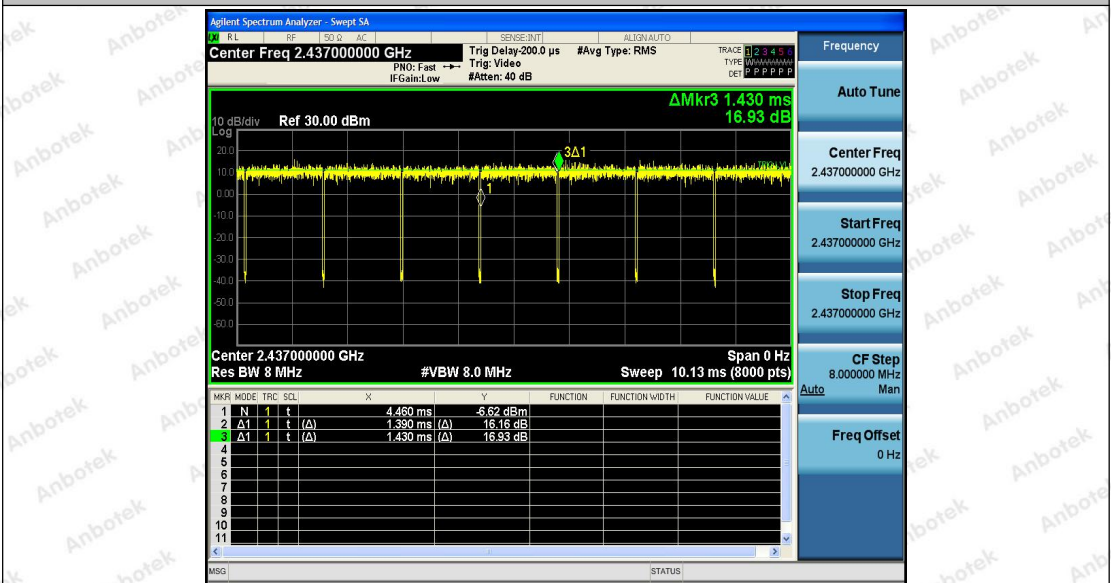 Agilent Spectrum Analyzer - Swept SA
RL RF 50 Ω AC SENSE:INT ALIGNAUTO
Center Freq 2.437000000 GHz
PNO: Fast
IFGain:Low
Trig Delay-200.0 µs
Trig: Video
#Atten: 40 dB
#Avg Type: RMS
TRACE 1 2 3 4 5 6
TYPE
DET P P P P P P
ΔMkr3 1.430 ms
16.93 dB
10 dB/div Ref 30.00 dBm
Log
20.0
10.0
0.00
-10.0
-20.0
-30.0
-40.0
-50.0
-60.0
3Δ1
1
Center 2.437000000 GHz Span 0 Hz
Res BW 8 MHz #VBW 8.0 MHz Sweep 10.13 ms (8000 pts)
MKR MODE TRC SCL X Y FUNCTION FUNCTION WIDTH FUNCTION VALUE
1 N 1 t 4.460 ms -6.62 dBm
2 Δ1 1 t (Δ) 1.390 ms (Δ) 16.16 dB
3 Δ1 1 t (Δ) 1.430 ms (Δ) 16.93 dB
4
5
6
7
8
9
10
11
MSG STATUS
Frequency
Auto Tune
Center Freq
2.437000000 GHz
Start Freq
2.437000000 GHz
Stop Freq
2.437000000 GHz
CF Step
8.000000 MHz
Auto Man
Freq Offset
0 Hz
Anbotek